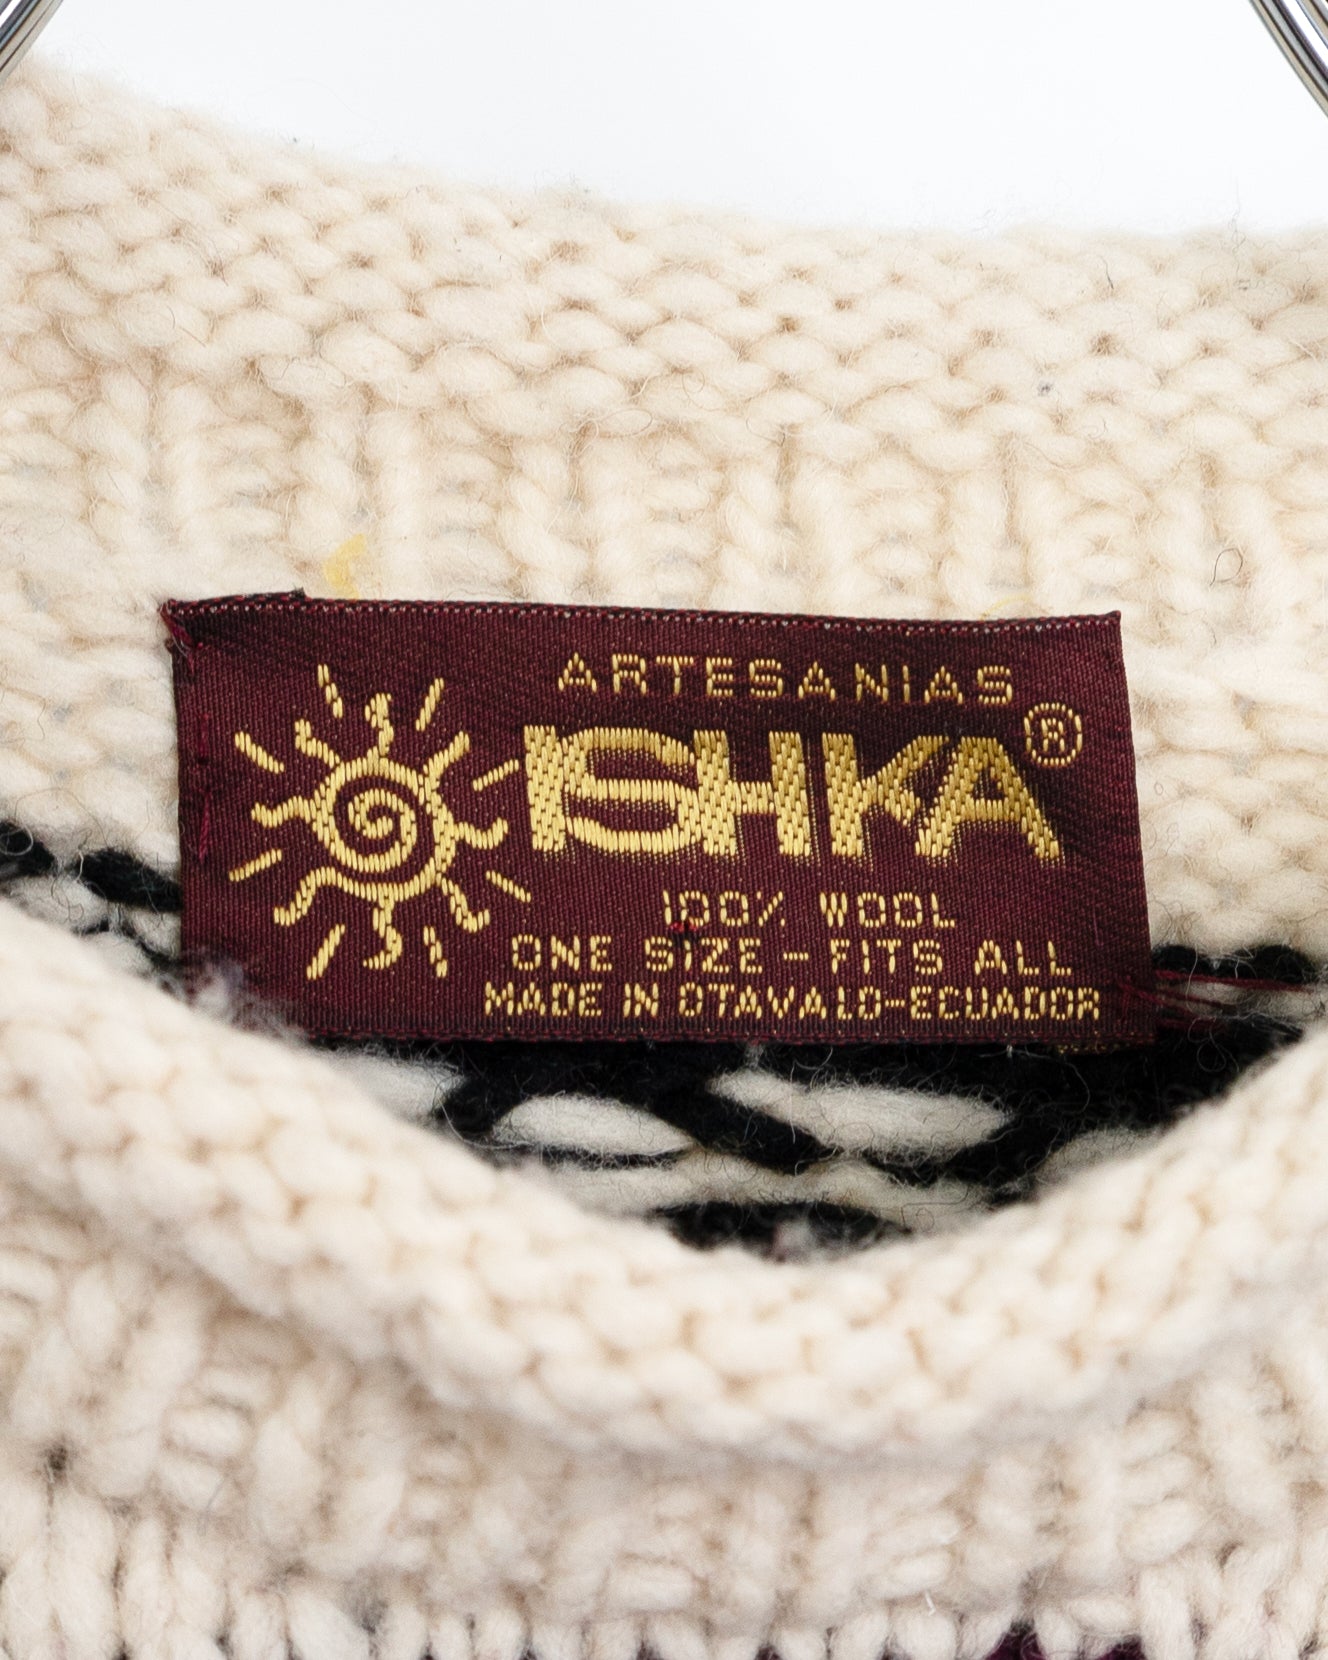 ARTESANIAS
ISHKA ®
100% WOOL
ONE SIZE - FITS ALL
MADE IN OTAVALO-ECUADOR